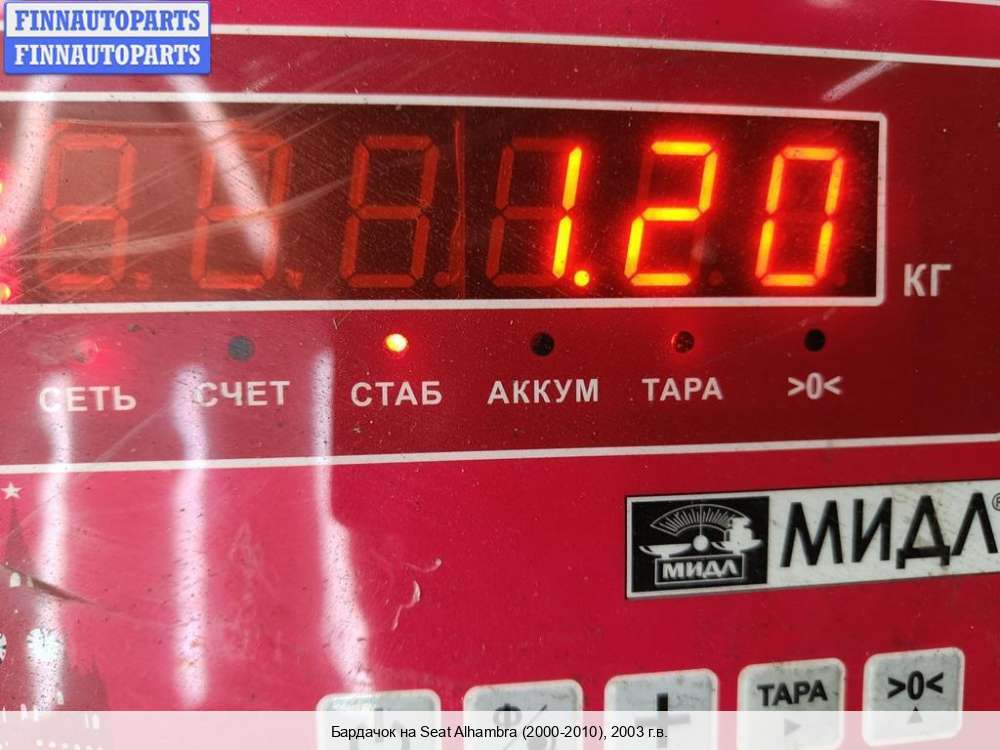 FINNAUTOPARTS
FINNAUTOPARTS
1.20
КГ
СЕТЬ СЧЕТ СТАБ АККУМ ТАРА >0<
МИДЛ МИДЛ®
ТАРА >0<
Бардачок на Seat Alhambra (2000-2010), 2003 г.в.